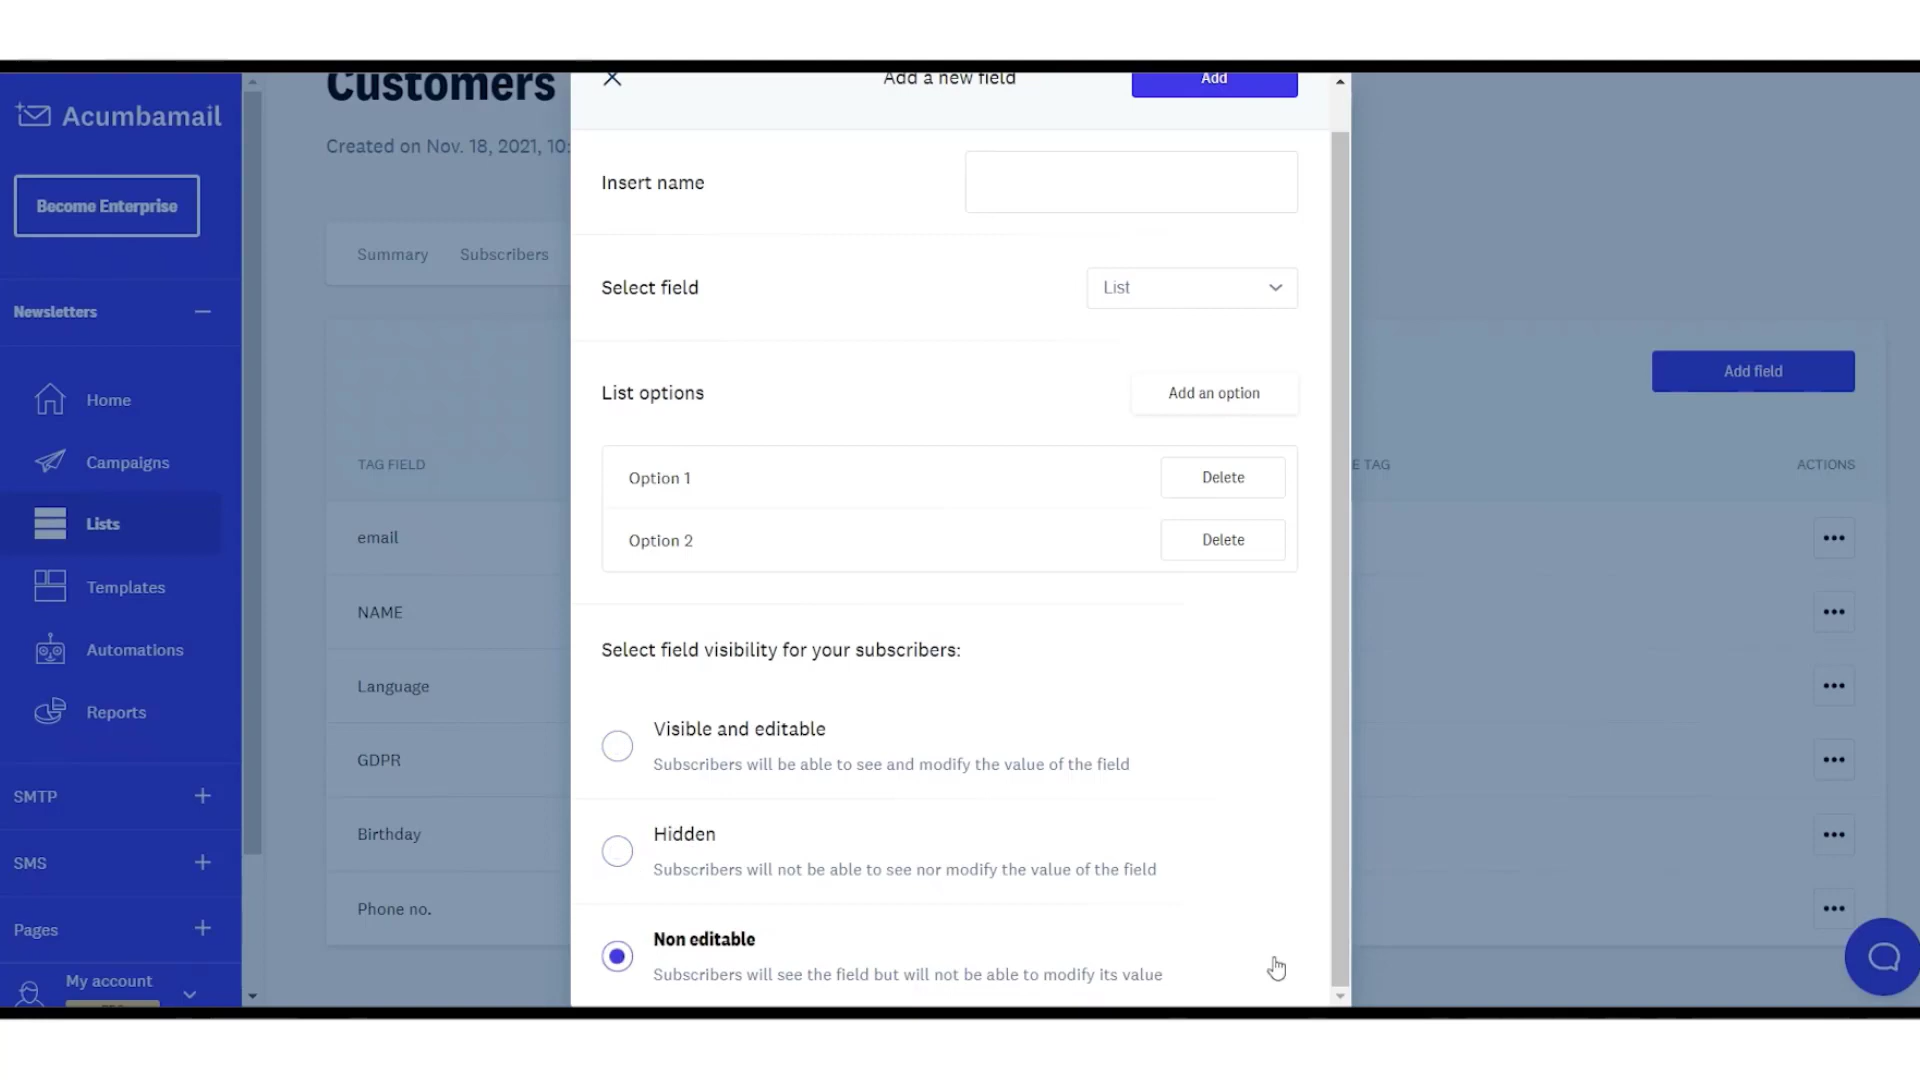 Acumbamail
Become Enterprise
Newsletters
Home
Campaigns
Lists
Templates
Automations
Reports
SMTP
SMS
Pages
My account
Customers
Created on Nov. 18, 2021, 10:
Summary Subscribers
Add field
TAG FIELD
E TAG
ACTIONS
email
NAME
Language
GDPR
Birthday
Phone no.
Add a new field
Add
Insert name
Select field
List
List options
Add an option
Option 1
Delete
Option 2
Delete
Select field visibility for your subscribers:
Visible and editable
Subscribers will be able to see and modify the value of the field
Hidden
Subscribers will not be able to see nor modify the value of the field
Non editable
Subscribers will see the field but will not be able to modify its value